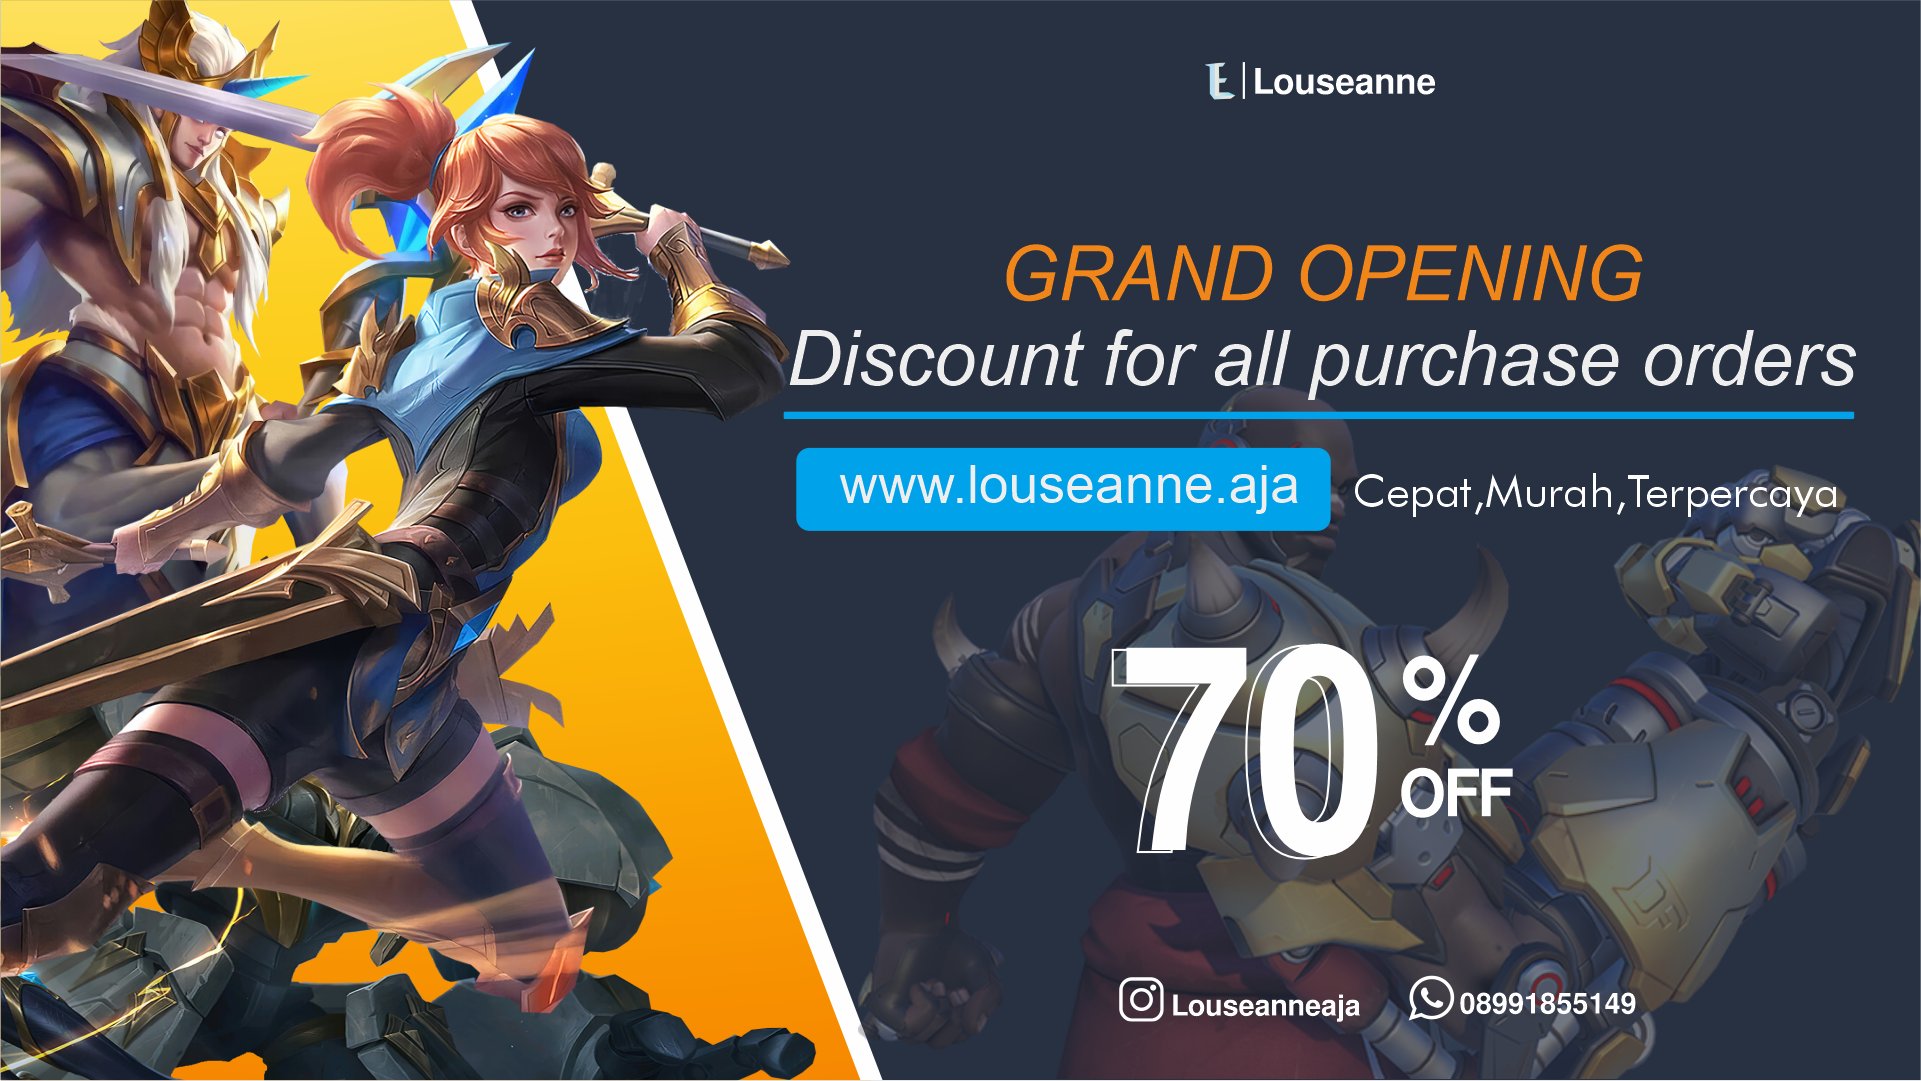 Louseanne
GRAND OPENING
Discount for all purchase orders
www.louseanne.aja
Cepat,Murah,Terpercaya
70%
OFF
Louseanneaja
08991855149